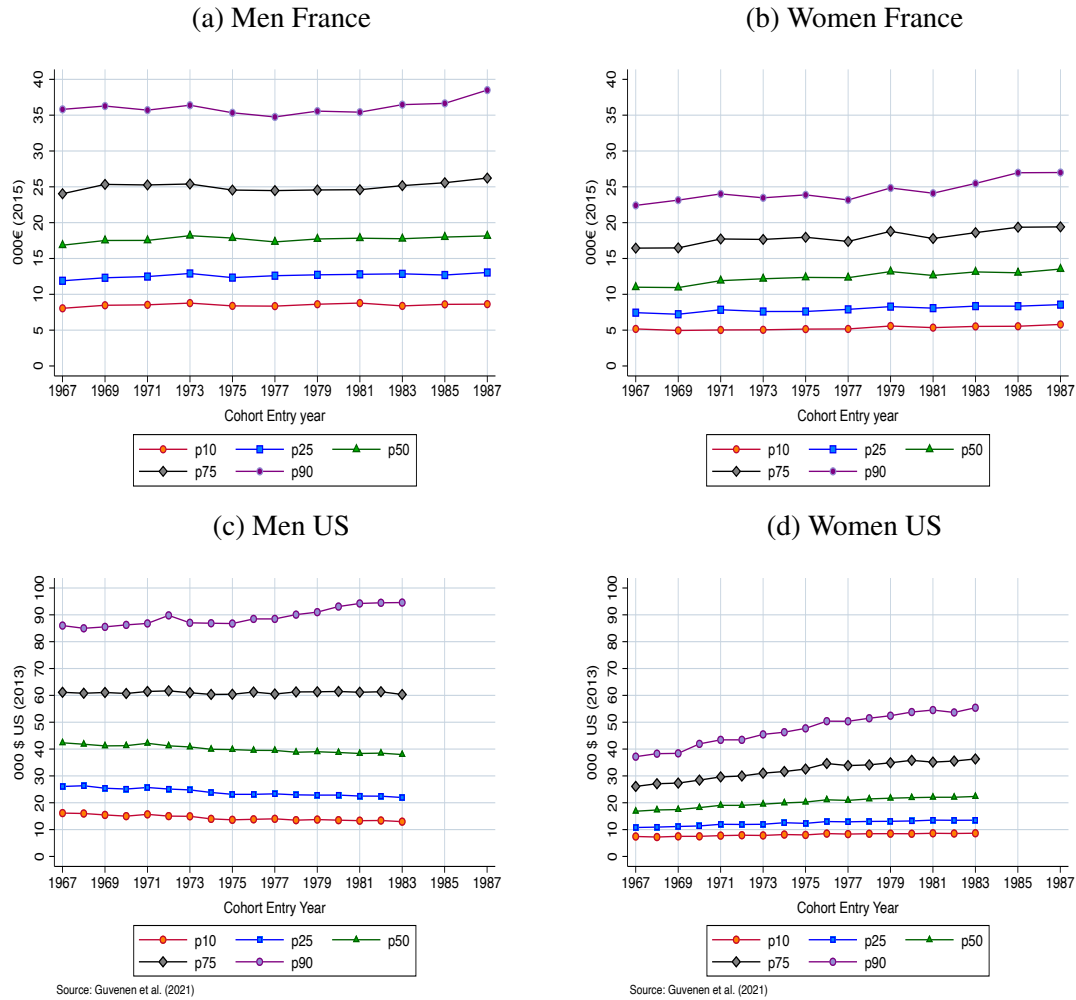 (a) Men France
000€ (2015)
0 5 10 15 20 25 30 35 40
1967 1969 1971 1973 1975 1977 1979 1981 1983 1985 1987
Cohort Entry year
p10 p25 p50
p75 p90
(b) Women France
000€ (2015)
0 5 10 15 20 25 30 35 40
1967 1969 1971 1973 1975 1977 1979 1981 1983 1985 1987
Cohort Entry year
p10 p25 p50
p75 p90
(c) Men US
000 $ US (2013)
0 10 20 30 40 50 60 70 80 90 100
1967 1969 1971 1973 1975 1977 1979 1981 1983 1985 1987
Cohort Entry Year
p10 p25 p50
p75 p90
Source: Guvenen et al. (2021)
(d) Women US
000 $ US (2013)
0 10 20 30 40 50 60 70 80 90 100
1967 1969 1971 1973 1975 1977 1979 1981 1983 1985 1987
Cohort Entry Year
p10 p25 p50
p75 p90
Source: Guvenen et al. (2021)